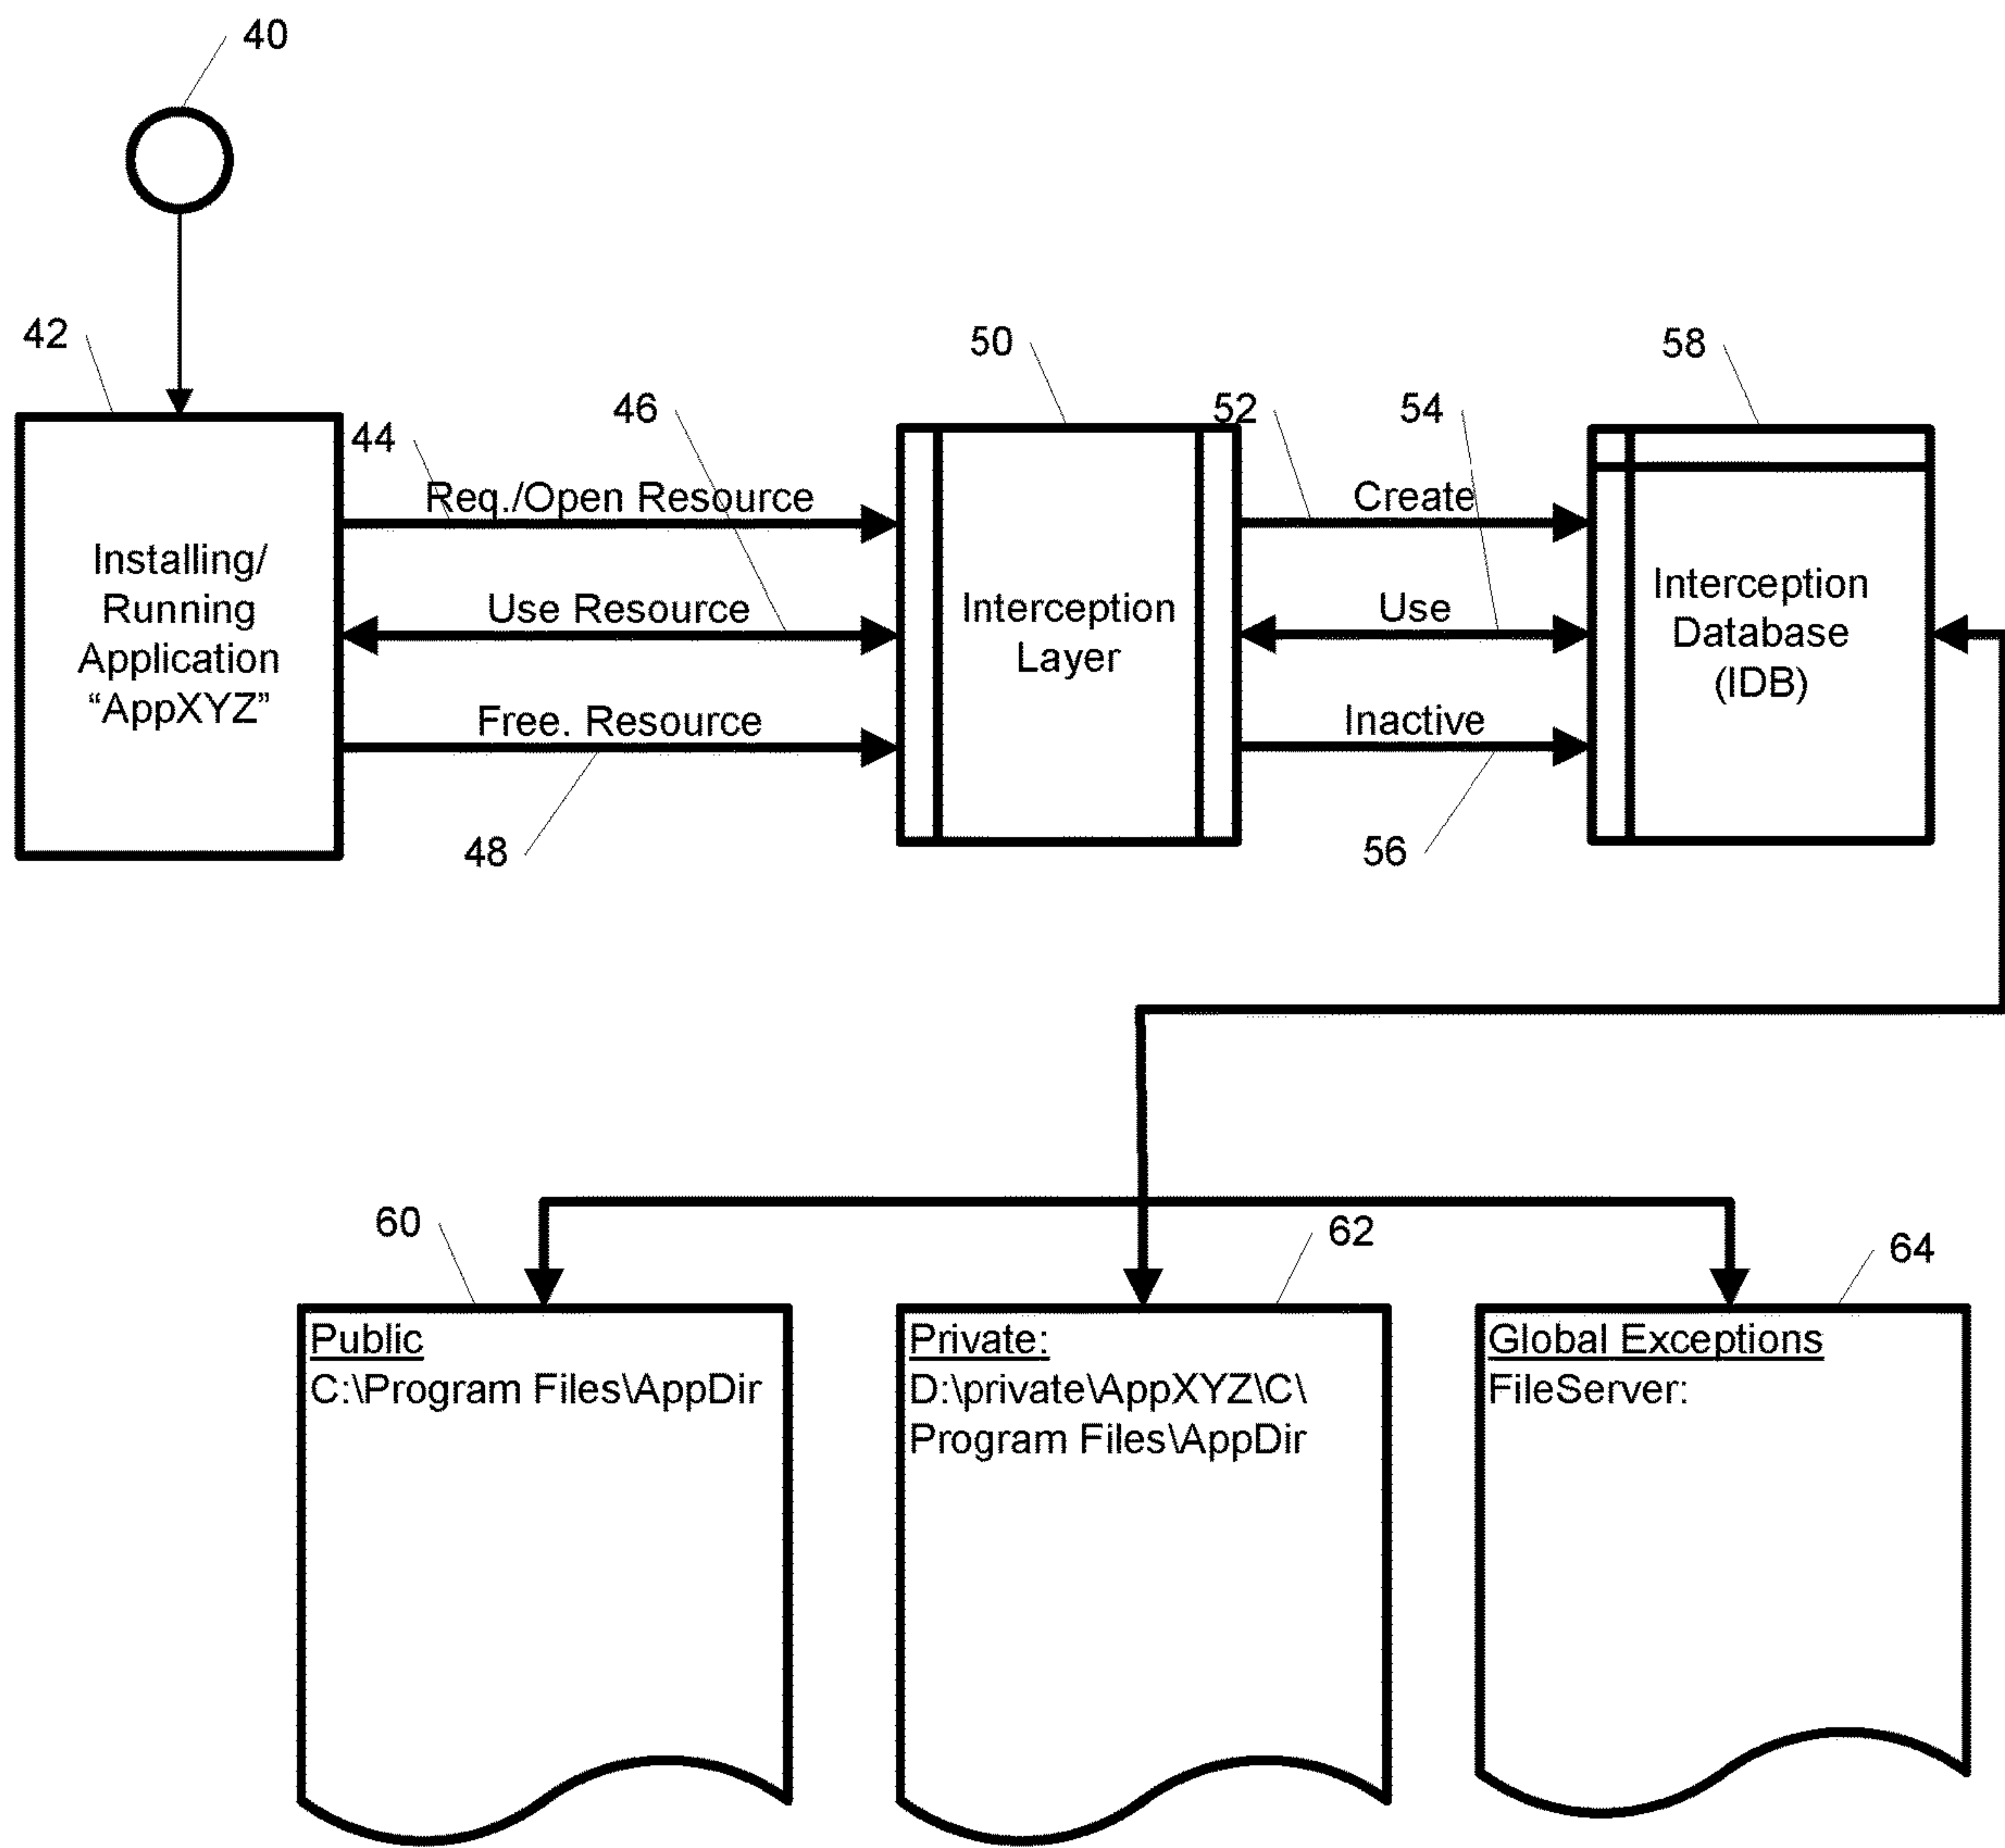 40
42
50
58
46
52
54
44
Req./Open Resource
Create
Installing/
Running
Application
“AppXYZ”
Use Resource
Interception
Layer
Use
Interception
Database
(IDB)
Free. Resource
Inactive
48
56
60
62
64
Public
C:\Program Files\AppDir
Private:
D:\private\AppXYZ\C\
Program Files\AppDir
Global Exceptions
FileServer: